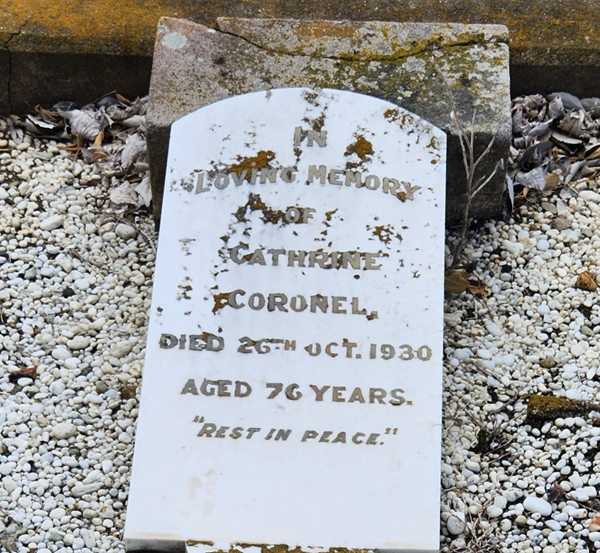 IN
LOVING MEMORY
OF
CATHRINE
CORONEL.
DIED 26TH OCT. 1930
AGED 76 YEARS.
"REST IN PEACE."